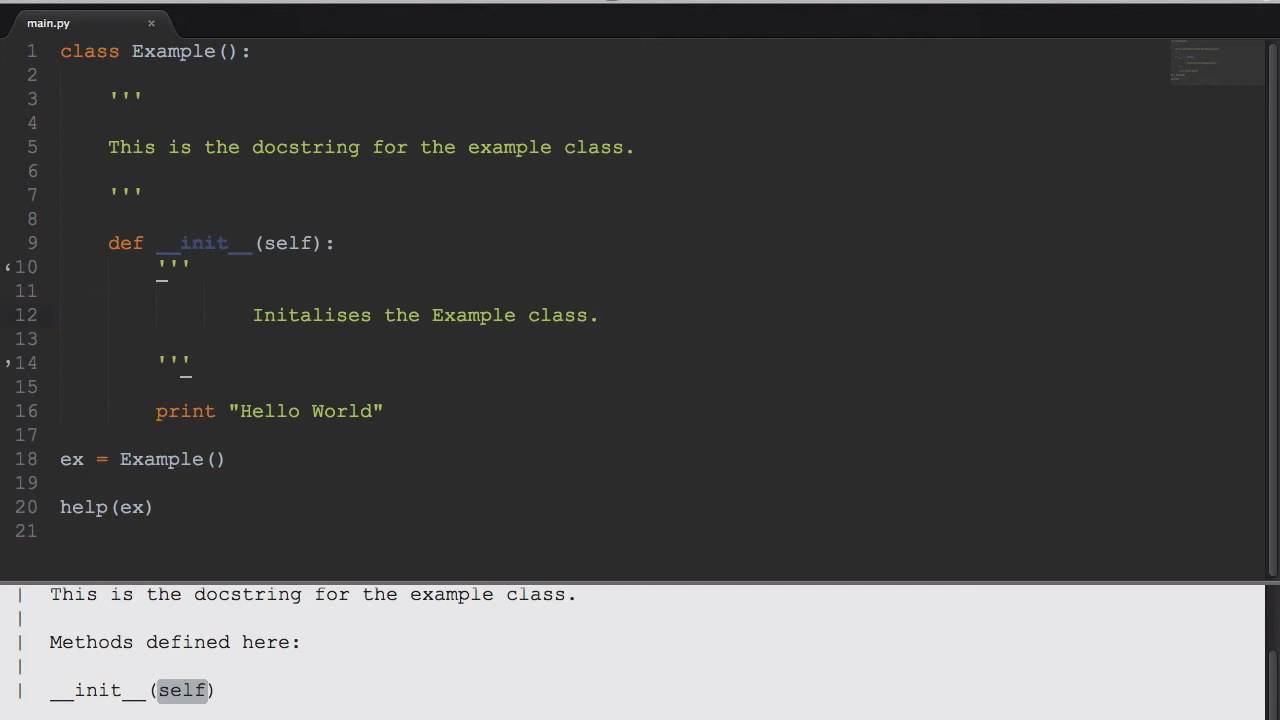 main.py ×
1 class Example():
2
3 '''
4
5 This is the docstring for the example class.
6
7 '''
8
9 def __init__(self):
10 '''
11
12 Initalises the Example class.
13
14 '''
15
16 print "Hello World"
17
18 ex = Example()
19
20 help(ex)
21
| This is the docstring for the example class.
|
| Methods defined here:
|
| __init__(self)